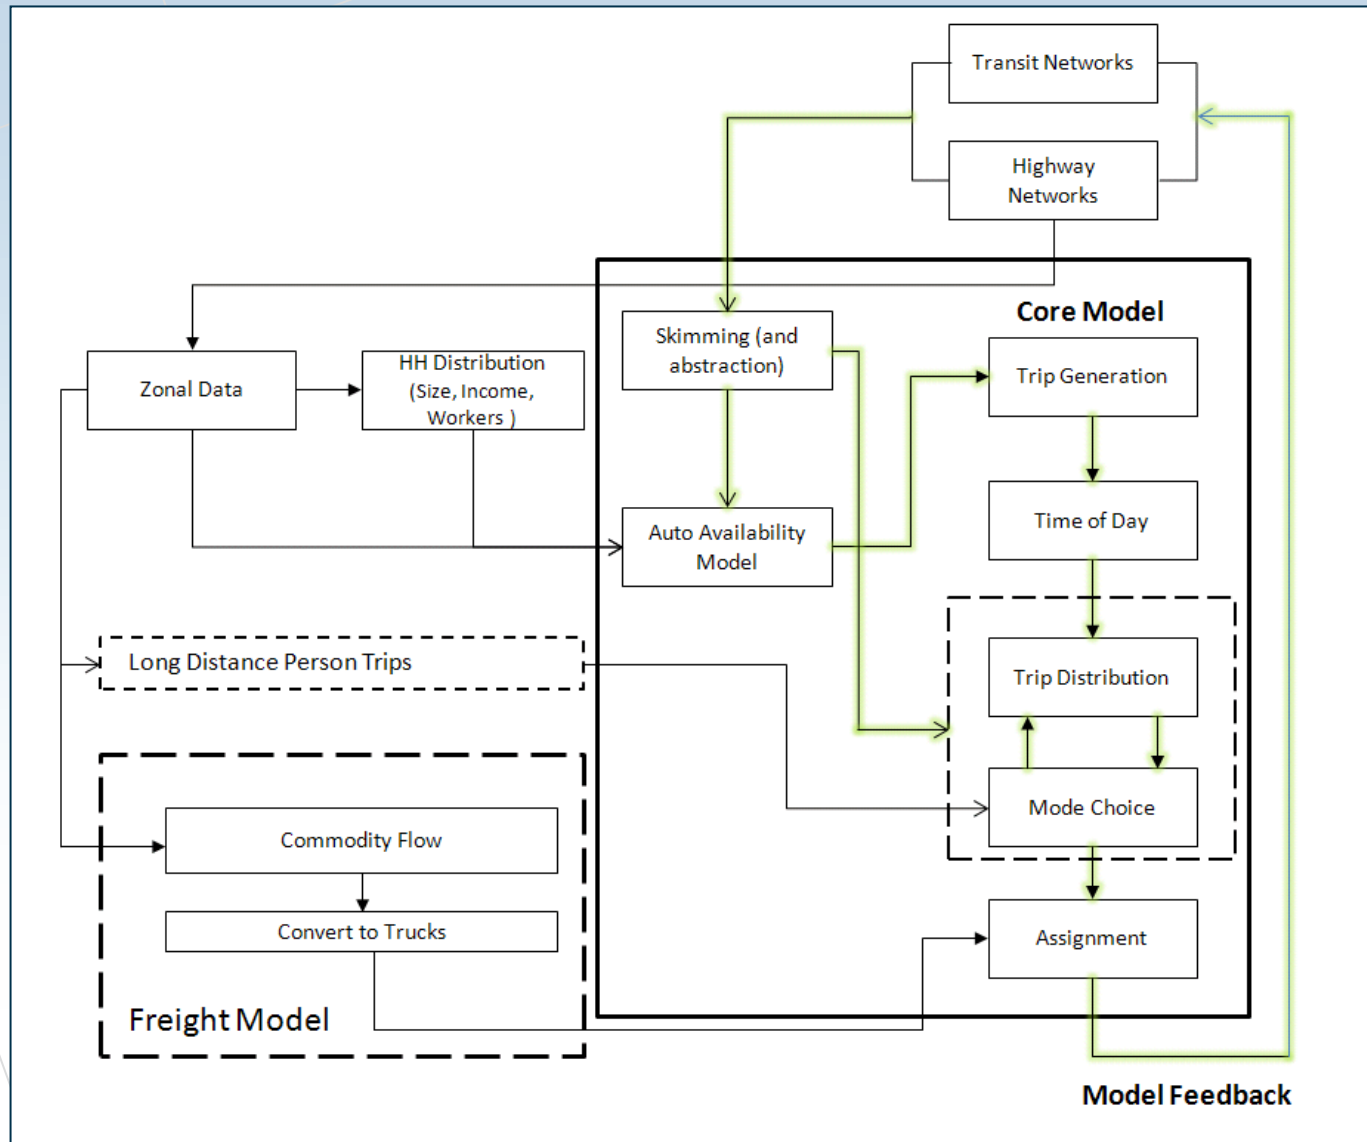 Transit Networks
Highway
Networks
Core Model
Skimming (and
abstraction)
Trip Generation
Zonal Data
HH Distribution
(Size, Income,
Workers )
Time of Day
Auto Availability
Model
Long Distance Person Trips
Trip Distribution
Mode Choice
Commodity Flow
Convert to Trucks
Assignment
Freight Model
Model Feedback